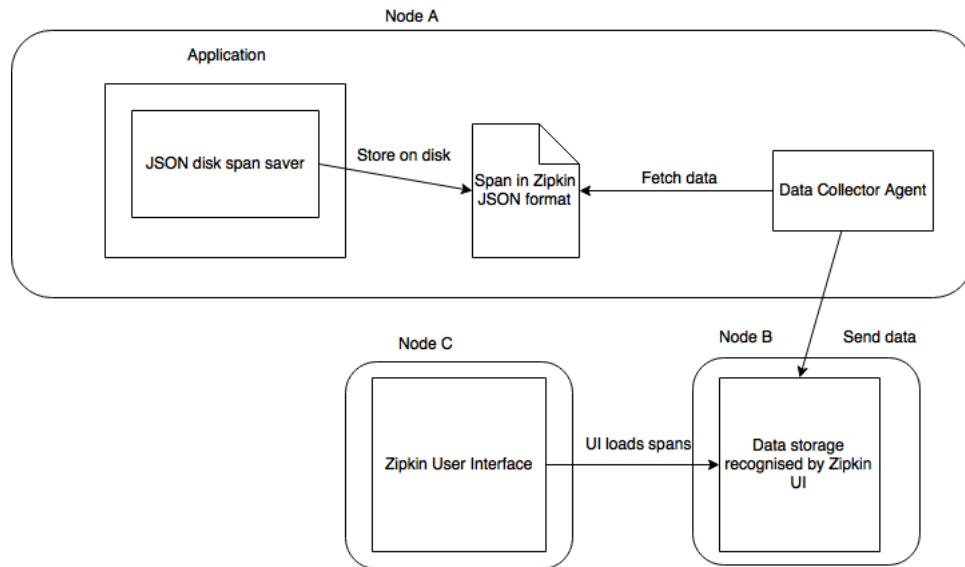 Node A
Application
JSON disk span saver
Store on disk
Span in Zipkin
JSON format
Fetch data
Data Collector Agent
Node C
Node B
Send data
Zipkin User Interface
UI loads spans
Data storage
recognised by Zipkin
UI